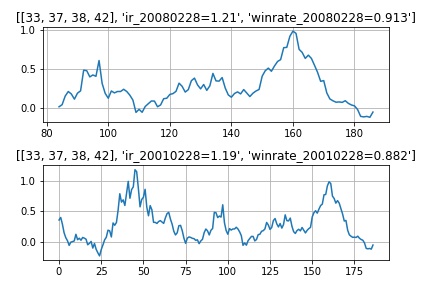 [[33, 37, 38, 42], 'ir_20080228=1.21', 'winrate_20080228=0.913']
1.0
0.5
0.0
80 100 120 140 160 180
[[33, 37, 38, 42], 'ir_20010228=1.19', 'winrate_20010228=0.882']
1.0
0.5
0.0
0 25 50 75 100 125 150 175